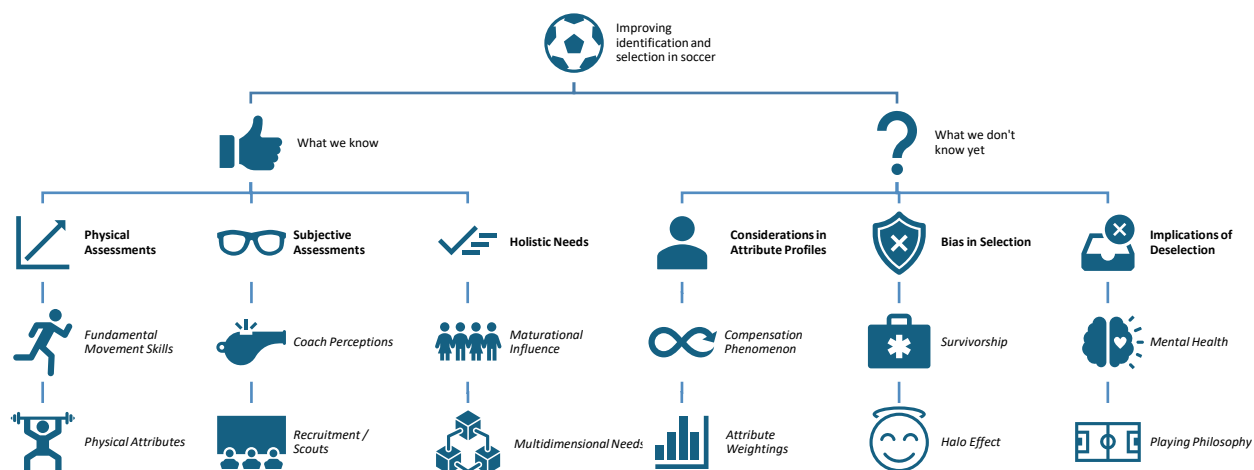 Improving
identification and
selection in soccer
What we know
What we don't
know yet
Physical
Assessments
Subjective
Assessments
Holistic Needs
Considerations in
Attribute Profiles
Bias in Selection
Implications of
Deselection
Fundamental
Movement Skills
Coach Perceptions
Maturational
Influence
Compensation
Phenomenon
Survivorship
Mental Health
Physical Attributes
Recruitment /
Scouts
Multidimensional Needs
Attribute
Weightings
Halo Effect
Playing Philosophy